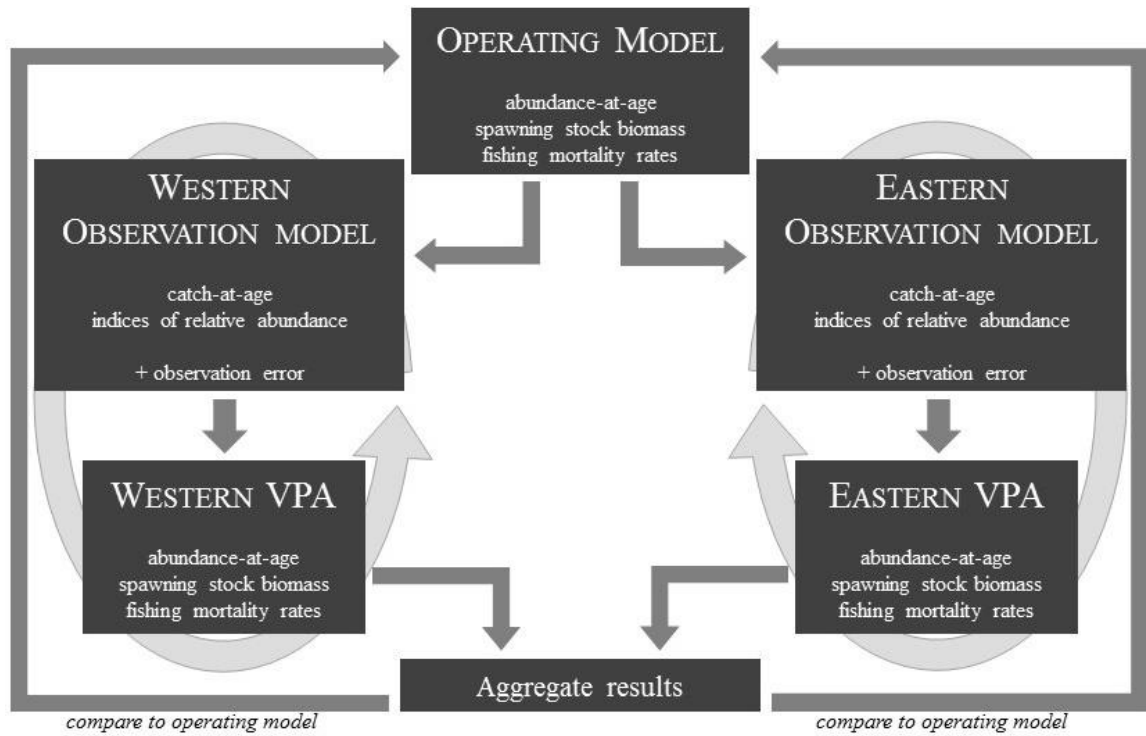 OPERATING MODEL
abundance-at-age
spawning stock biomass
fishing mortality rates
WESTERN
OBSERVATION MODEL
catch-at-age
indices of relative abundance
+ observation error
EASTERN
OBSERVATION MODEL
catch-at-age
indices of relative abundance
+ observation error
WESTERN VPA
abundance-at-age
spawning stock biomass
fishing mortality rates
EASTERN VPA
abundance-at-age
spawning stock biomass
fishing mortality rates
Aggregate results
compare to operating model
compare to operating model